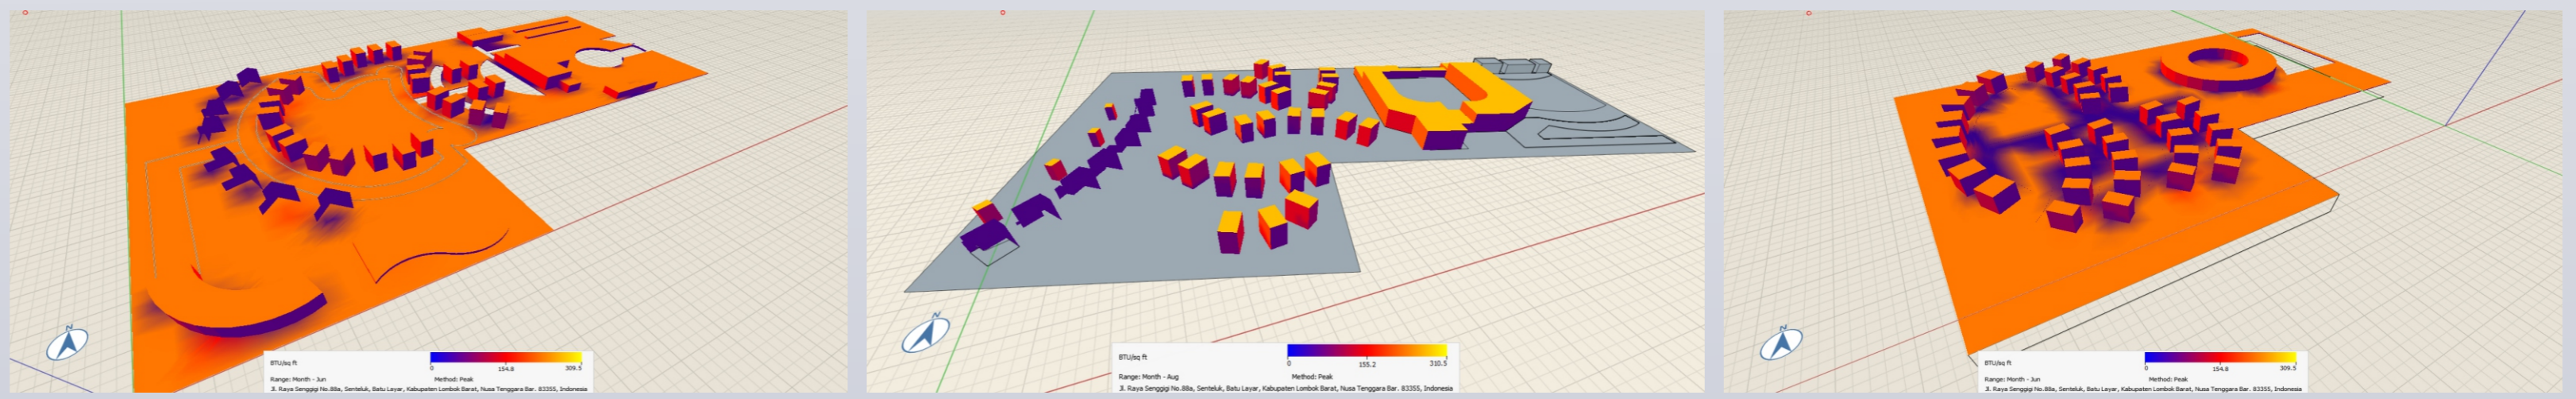 N
BTU/sq ft
0
154.8
309.5
Range: Month - Jun
Method: Peak
Jl. Raya Senggigi No.88a, Senteluk, Batu Layar, Kabupaten Lombok Barat, Nusa Tenggara Bar. 83355, Indonesia
N
BTU/sq ft
0
155.2
310.5
Range: Month - Aug
Method: Peak
Jl. Raya Senggigi No.88a, Senteluk, Batu Layar, Kabupaten Lombok Barat, Nusa Tenggara Bar. 83355, Indonesia
N
BTU/sq ft
0
154.8
309.5
Range: Month - Jun
Method: Peak
Jl. Raya Senggigi No.88a, Senteluk, Batu Layar, Kabupaten Lombok Barat, Nusa Tenggara Bar. 83355, Indonesia